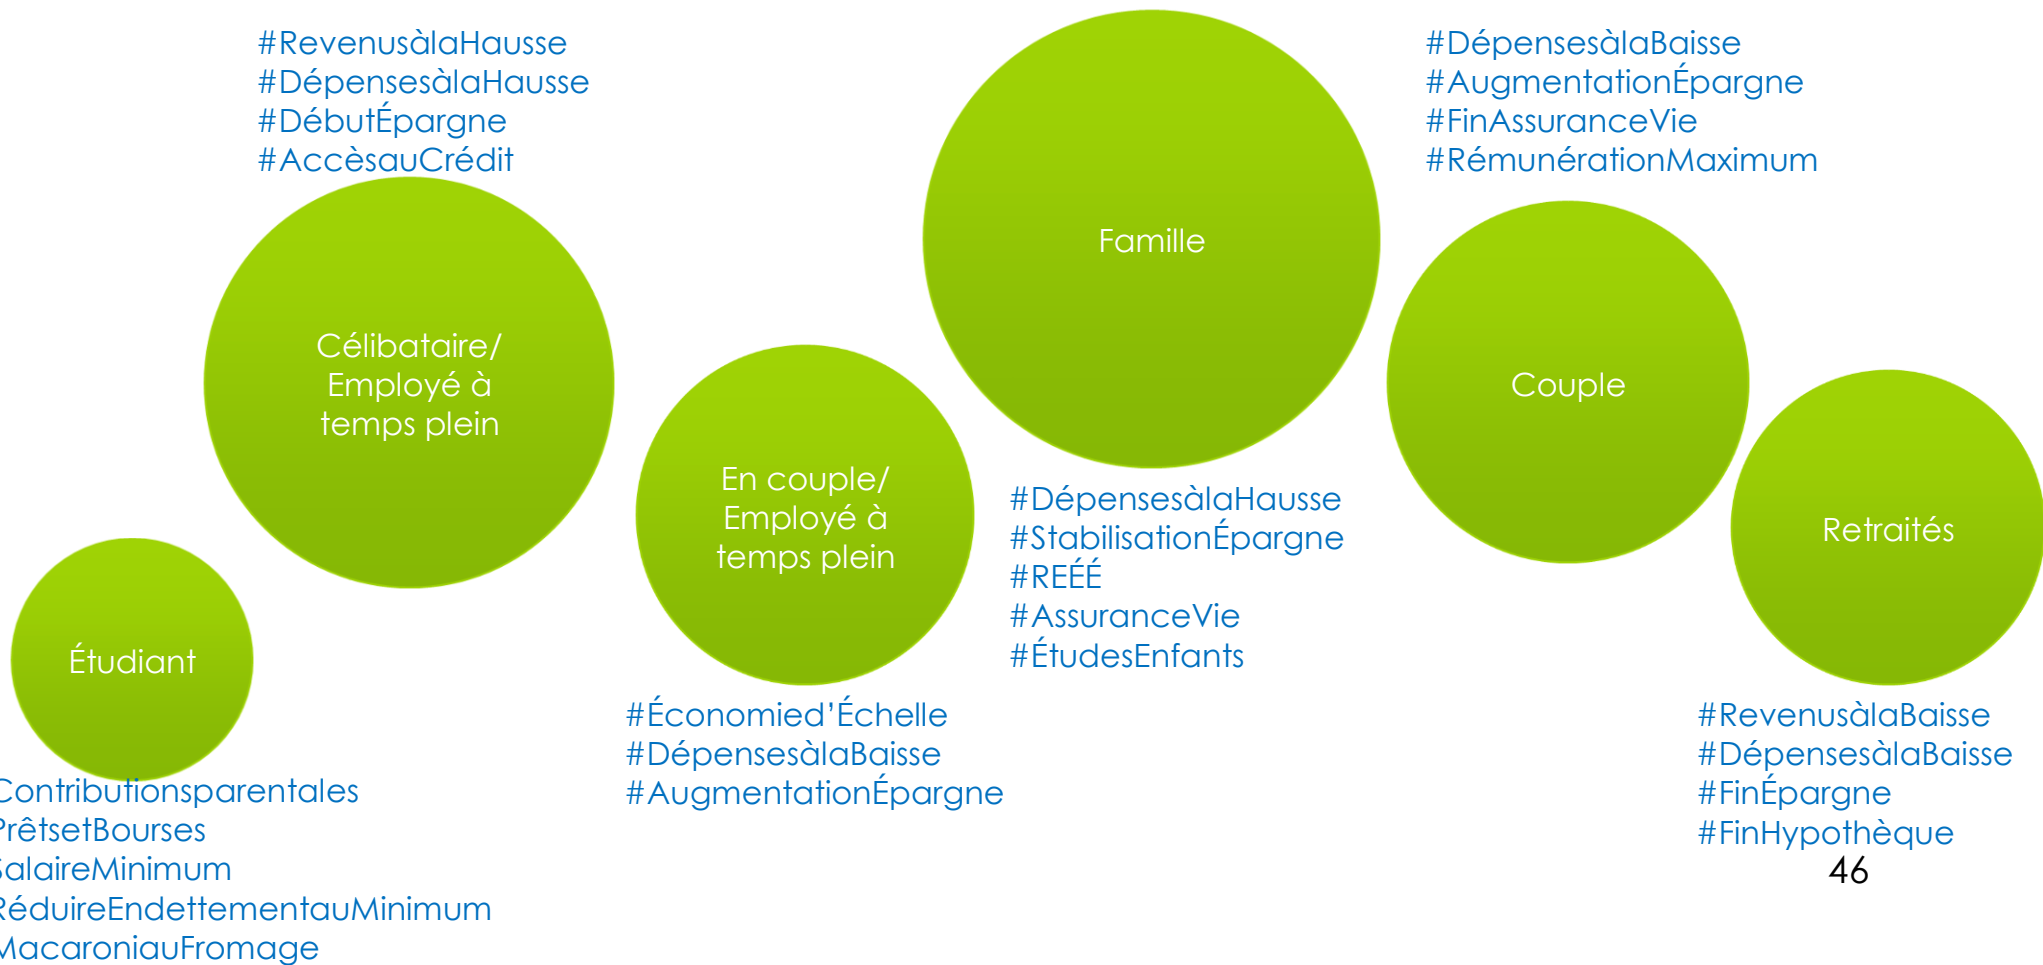 #RevenusàlaHausse
#DépensesàlaHausse
#DébutÉpargne
#AccèsauCrédit
#DépensesàlaBaisse
#AugmentationÉpargne
#FinAssuranceVie
#RémunérationMaximum
Famille
Célibataire/
Employé à
temps plein
Couple
En couple/
Employé à
temps plein
#DépensesàlaHausse
#StabilisationÉpargne
#REÉÉ
#AssuranceVie
#ÉtudesEnfants
Retraités
Étudiant
#Économied’Échelle
#DépensesàlaBaisse
#AugmentationÉpargne
#RevenusàlaBaisse
#DépensesàlaBaisse
#FinÉpargne
#FinHypothèque
Contributionsparentales
PrêtsetBourses
SalaireMinimum
RéduireEndettementauMinimum
MacaroniauFromage
46